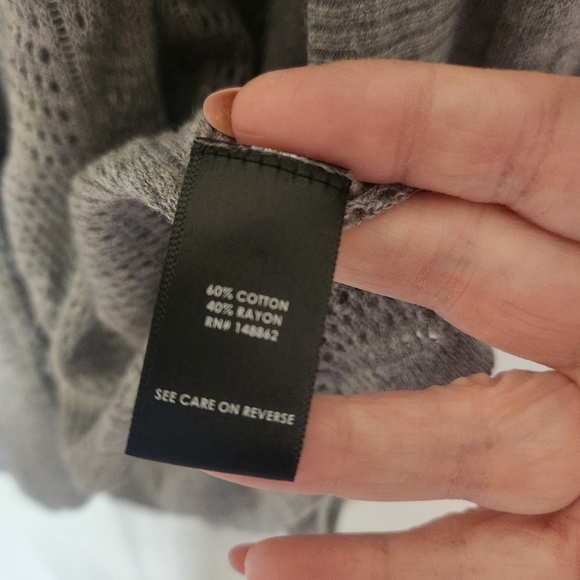 60% COTTON
40% RAYON
RN# 148862
SEE CARE ON REVERSE